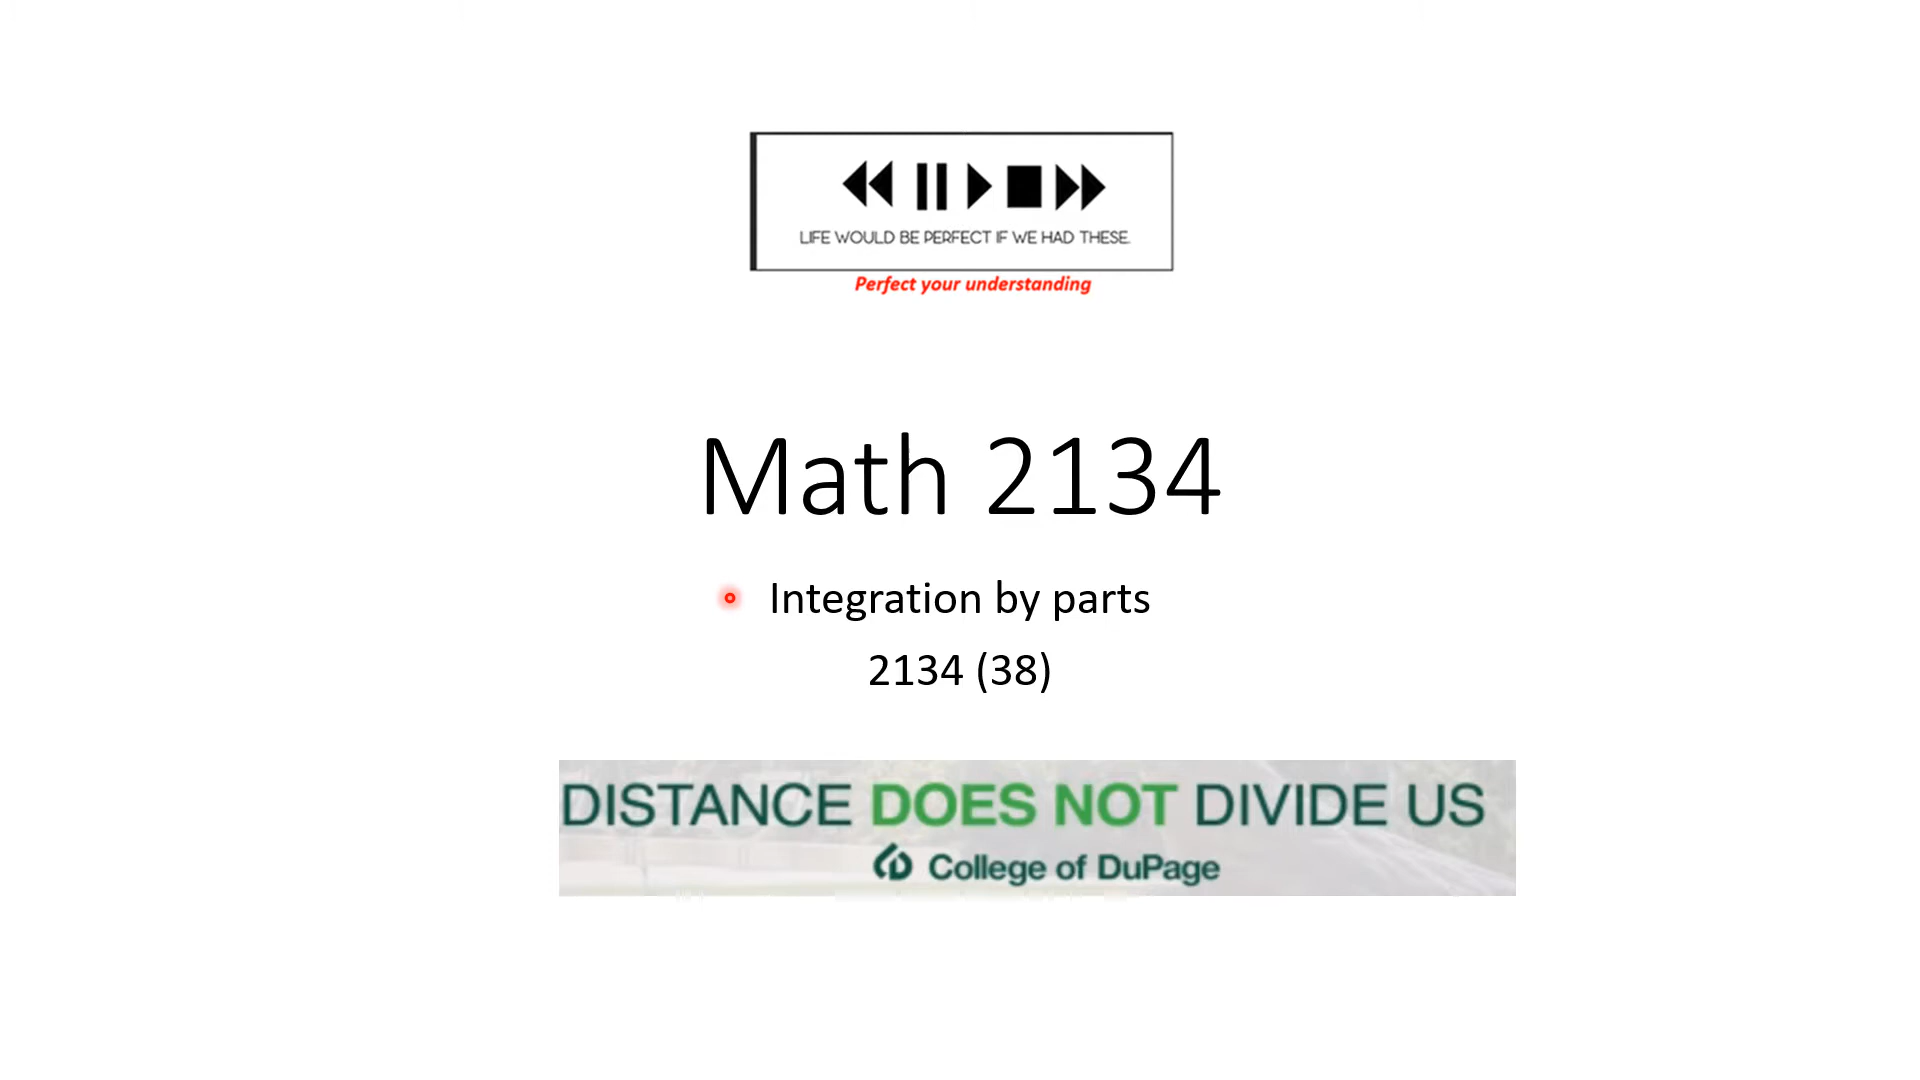 LIFE WOULD BE PERFECT IF WE HAD THESE.
Perfect your understanding
Math 2134
Integration by parts
2134 (38)
DISTANCE DOES NOT DIVIDE US
College of DuPage